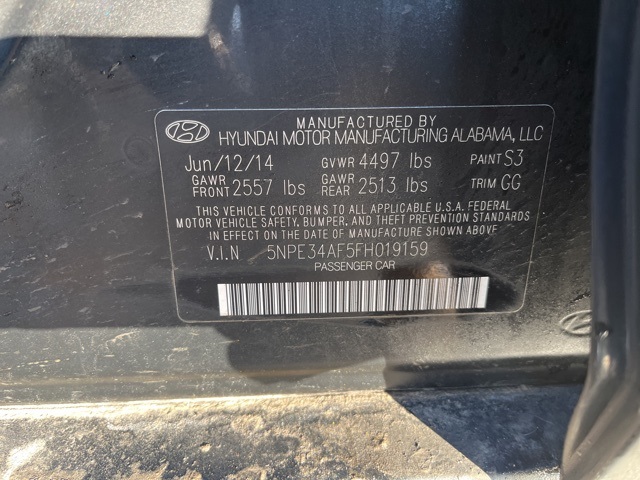 MANUFACTURED BY
HYUNDAI MOTOR MANUFACTURING ALABAMA, LLC
Jun/12/14 GVWR 4497 lbs PAINT S3
GAWR FRONT 2557 lbs GAWR REAR 2513 lbs TRIM GG
THIS VEHICLE CONFORMS TO ALL APPLICABLE U.S.A. FEDERAL
MOTOR VEHICLE SAFETY, BUMPER, AND THEFT PREVENTION STANDARDS
IN EFFECT ON THE DATE OF MANUFACTURE SHOWN ABOVE
V.I.N 5NPE34AF5FH019159
PASSENGER CAR